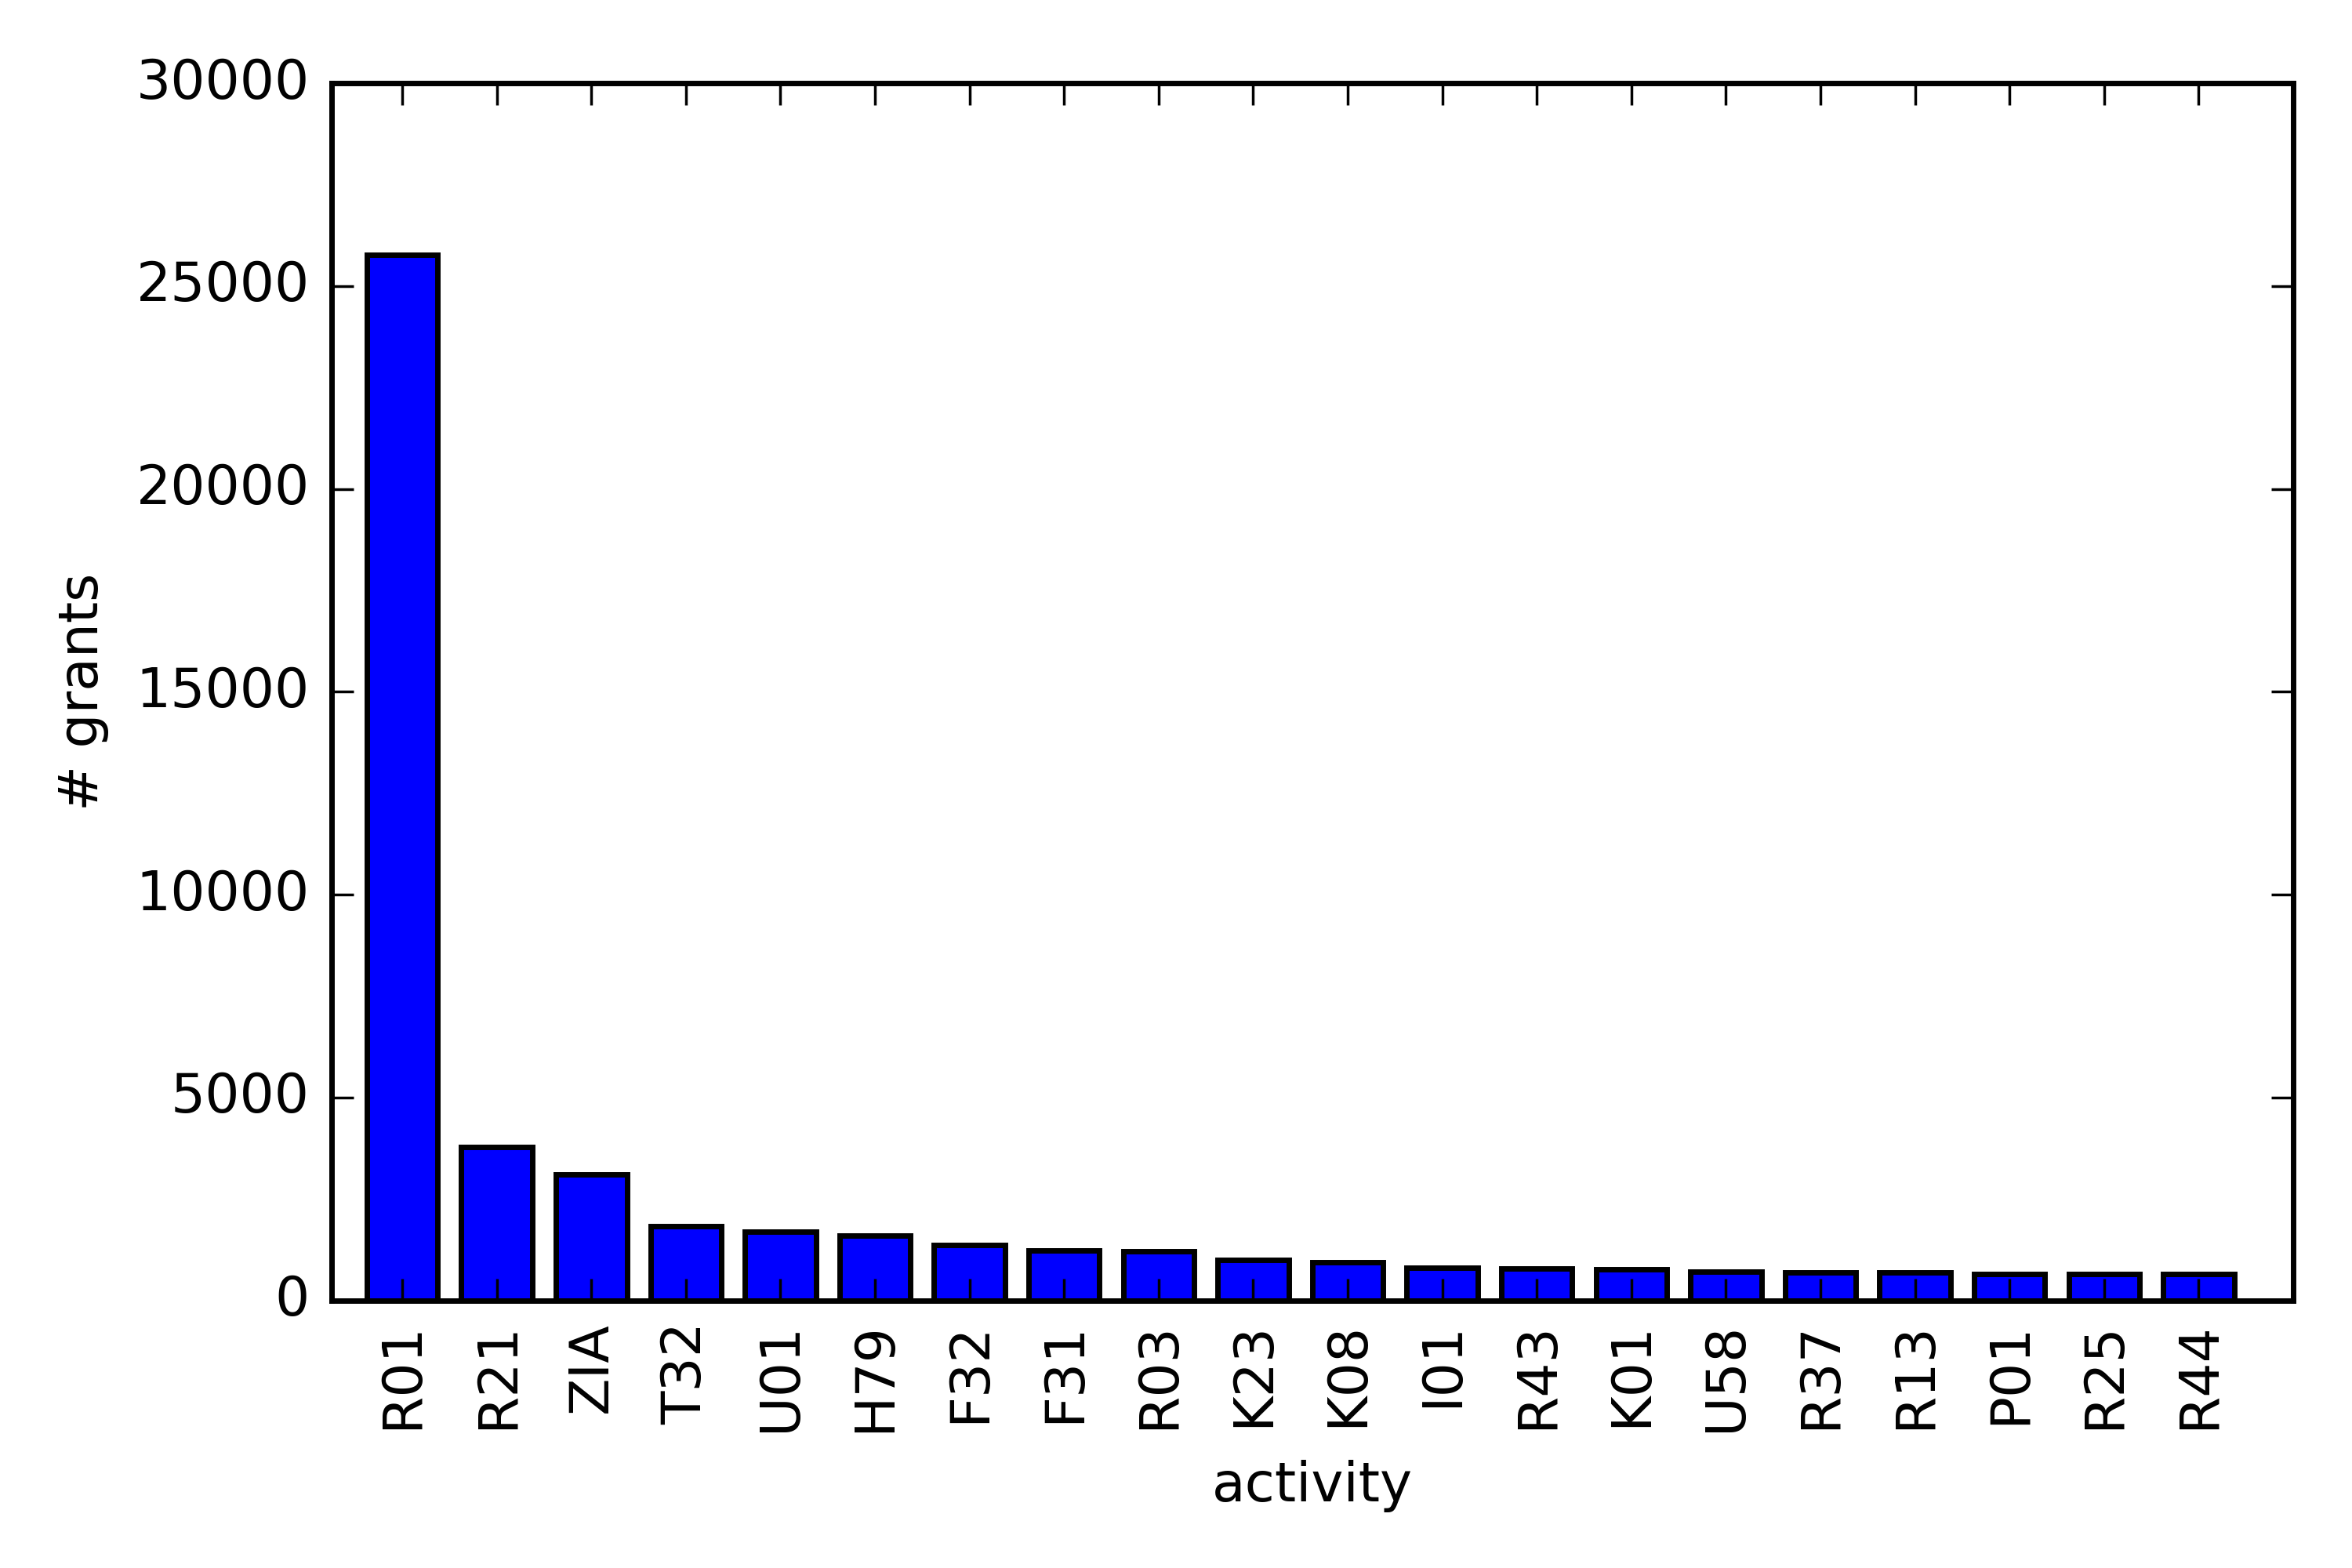 30000
25000
20000
15000
10000
5000
0
# grants
R01
R21
ZIA
T32
U01
H79
F32
F31
R03
K23
K08
I01
R43
K01
U58
R37
R13
P01
R25
R44
activity